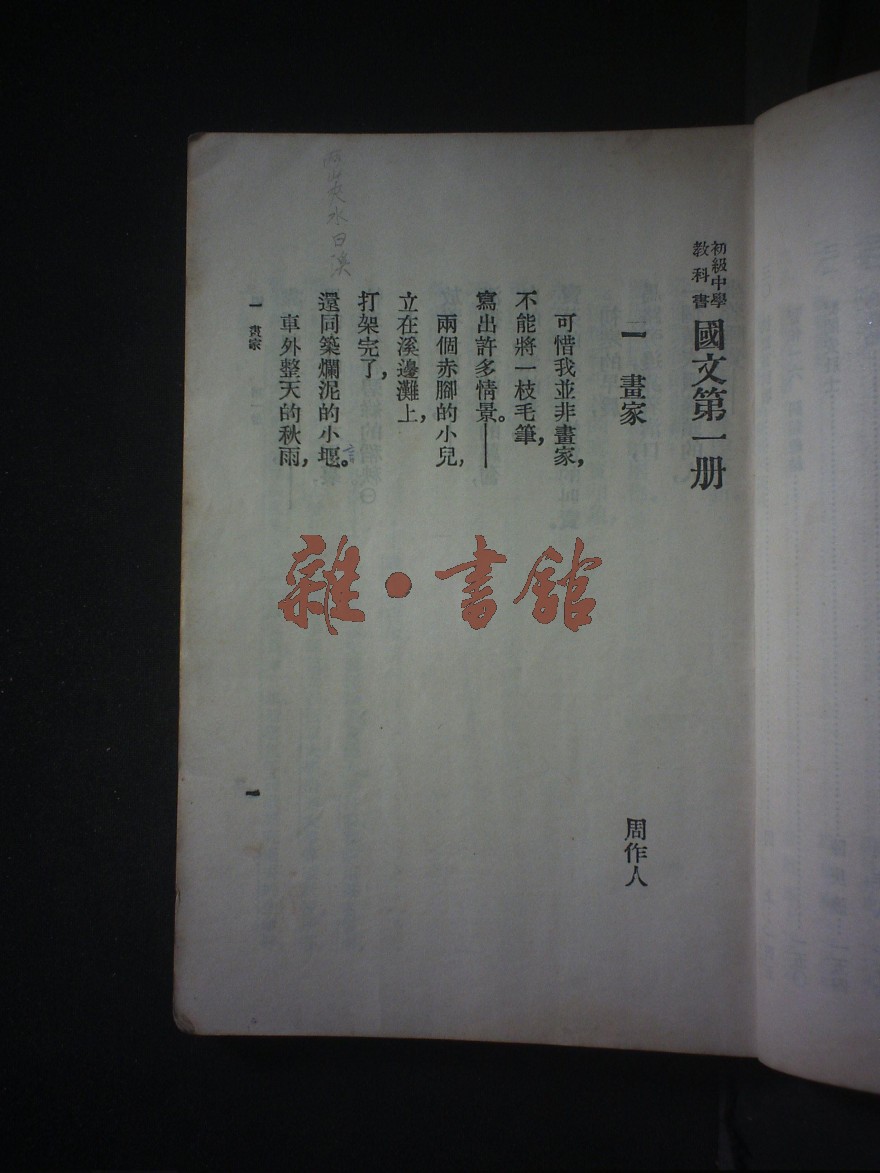 初級中學
教科書
國文第一册
一 畫家
周作人
可惜我並非畫家，
不能將一枝毛筆，
寫出許多情景。——
兩個赤腳的小兒，
立在溪邊灘上，
打架完了，
還同築爛泥的小堰。
車外整天的秋雨，
一 畫家
一
雜·書館